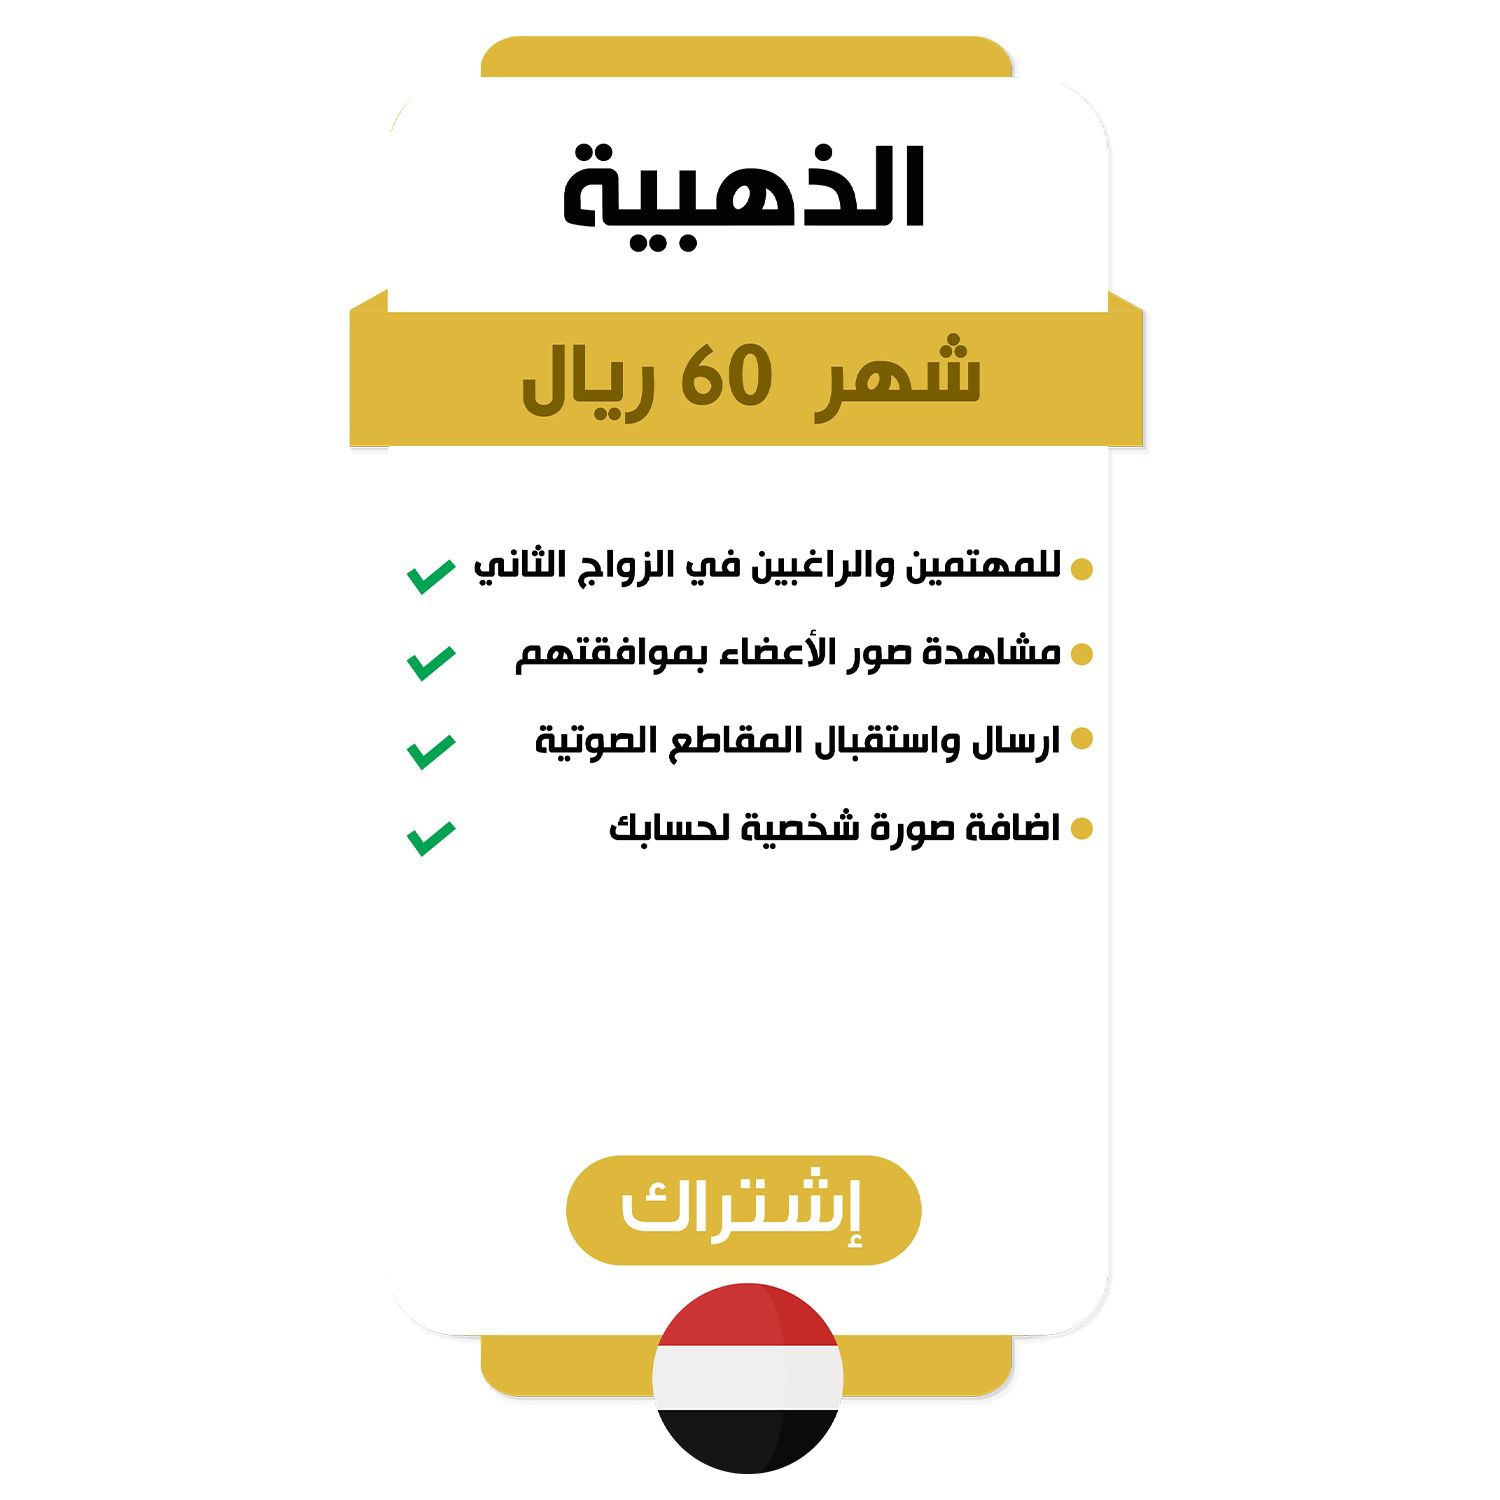 الذهبية
شهر 60 ريال
للمهتمين والراغبين في الزواج الثاني
مشاهدة صور الأعضاء بموافقتهم
ارسال واستقبال المقاطع الصوتية
اضافة صورة شخصية لحسابك
إشتراك